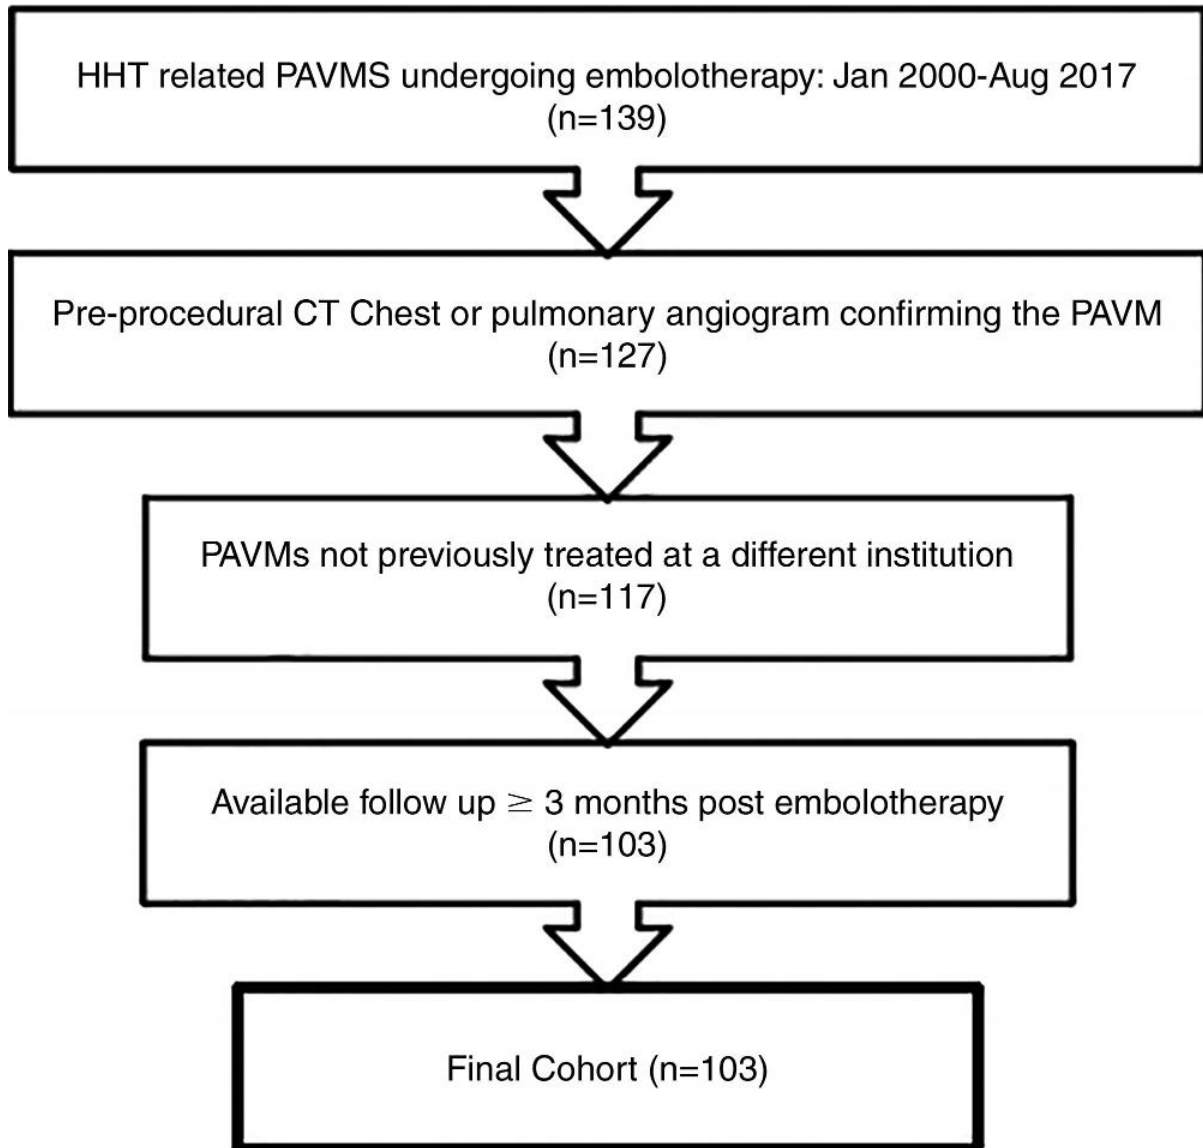 HHT related PAVMS undergoing embolotherapy: Jan 2000-Aug 2017
(n=139)
Pre-procedural CT Chest or pulmonary angiogram confirming the PAVM
(n=127)
PAVMs not previously treated at a different institution
(n=117)
Available follow up ≥ 3 months post embolotherapy
(n=103)
Final Cohort (n=103)